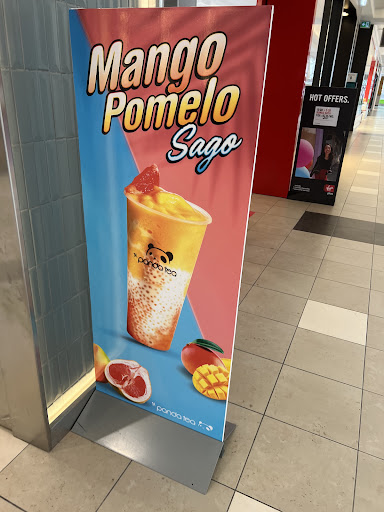 Mango
Pomelo
Sago
panda tea
panda tea
HOT OFFERS.